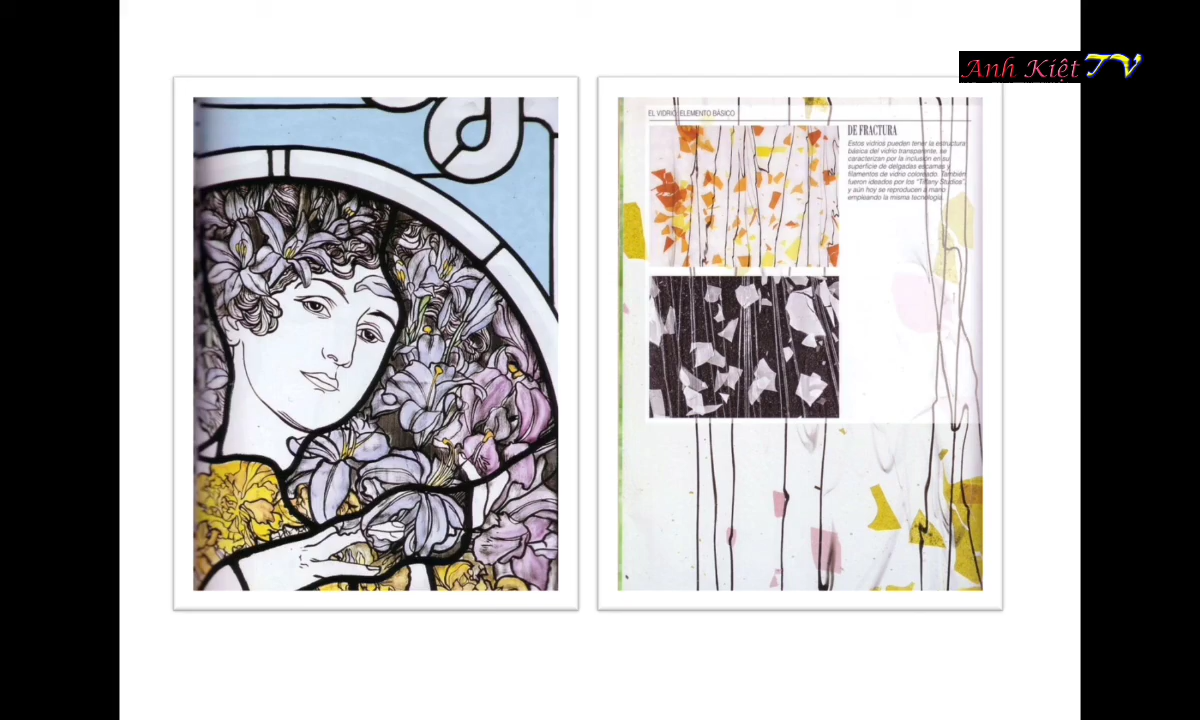 Anh Kiệt TV
EL VIDRIO: ELEMENTO BÁSICO
DE FRACTURA
Estos vidrios pueden tener la estructura
básica del vidrio transparente, se
caracterizan por la inclusión en su
superficie de delgadas escamas y
filamentos de vidrio coloreado. También
fueron ideados por los "Tiffany Studios",
y aún hoy se reproducen a mano
empleando la misma tecnología.